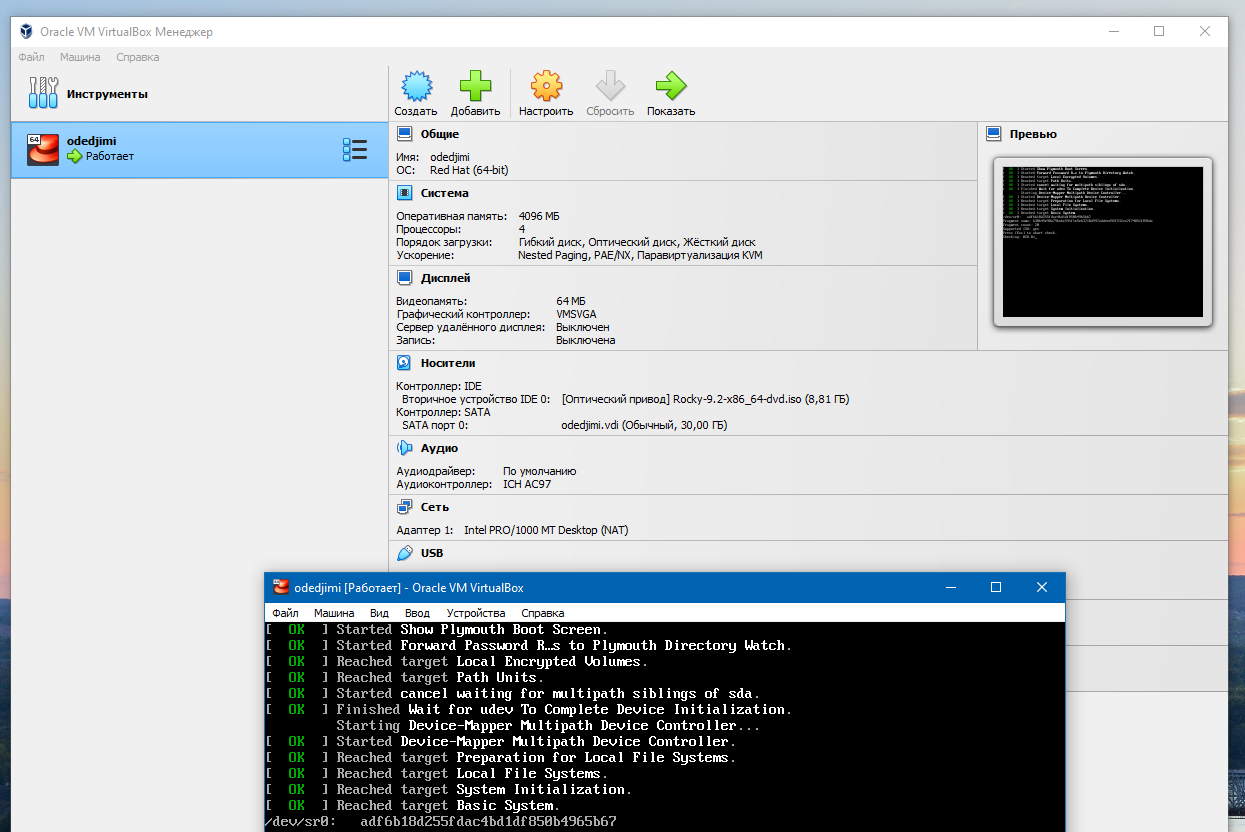 Oracle VM VirtualBox Менеджер
Файл Машина Справка
Инструменты
Создать Добавить Настроить Сбросить Показать
64
odedjimi
Работает
Общие
Имя: odedjimi
ОС: Red Hat (64-bit)
Система
Оперативная память: 4096 МБ
Процессоры: 4
Порядок загрузки: Гибкий диск, Оптический диск, Жёсткий диск
Ускорение: Nested Paging, PAE/NX, Паравиртуализация KVM
Дисплей
Видеопамять: 64 МБ
Графический контроллер: VMSVGA
Сервер удалённого дисплея: Выключен
Запись: Выключена
Носители
Контроллер: IDE
Вторичное устройство IDE 0: [Оптический привод] Rocky-9.2-x86_64-dvd.iso (8,81 ГБ)
Контроллер: SATA
SATA порт 0: odedjimi.vdi (Обычный, 30,00 ГБ)
Аудио
Аудиодрайвер: По умолчанию
Аудиоконтроллер: ICH AC97
Сеть
Адаптер 1: Intel PRO/1000 MT Desktop (NAT)
USB
Превью
odedjimi [Работает] - Oracle VM VirtualBox
Файл Машина Вид Ввод Устройства Справка
[ OK ] Started Show Plymouth Boot Screen.
[ OK ] Started Forward Password R…s to Plymouth Directory Watch.
[ OK ] Reached target Local Encrypted Volumes.
[ OK ] Reached target Path Units.
[ OK ] Started cancel waiting for multipath siblings of sda.
[ OK ] Finished Wait for udev To Complete Device Initialization.
Starting Device-Mapper Multipath Device Controller...
[ OK ] Started Device-Mapper Multipath Device Controller.
[ OK ] Reached target Preparation for Local File Systems.
[ OK ] Reached target Local File Systems.
[ OK ] Reached target System Initialization.
[ OK ] Reached target Basic System.
/dev/sr0: adf6b18d255fdac4bd1df850b4965b67